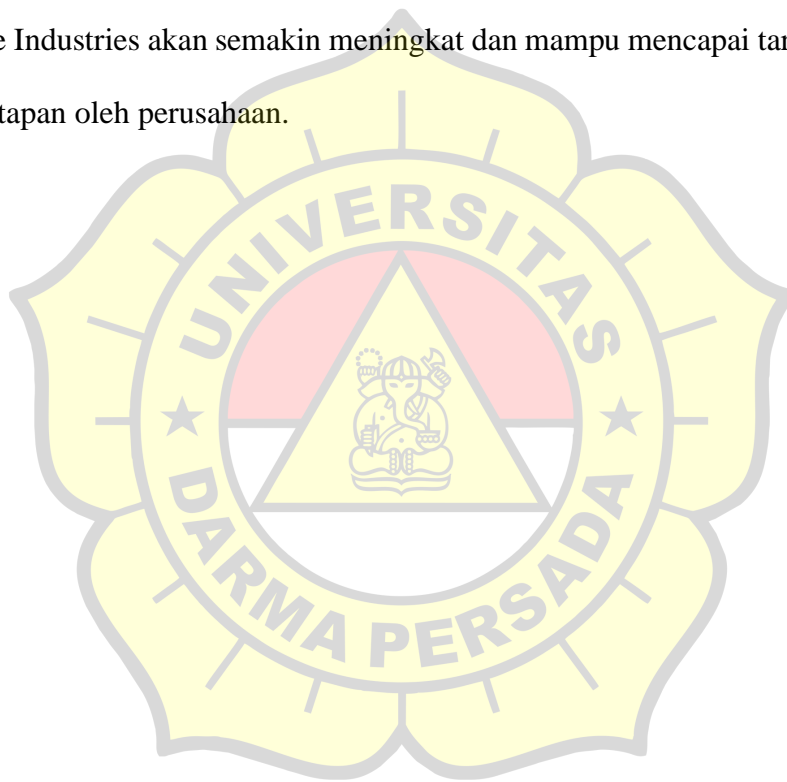 e Industries akan semakin meningkat dan mampu mencapai tar
tapan oleh perusahaan.
UNIVERSITAS
DARMA PERSADA